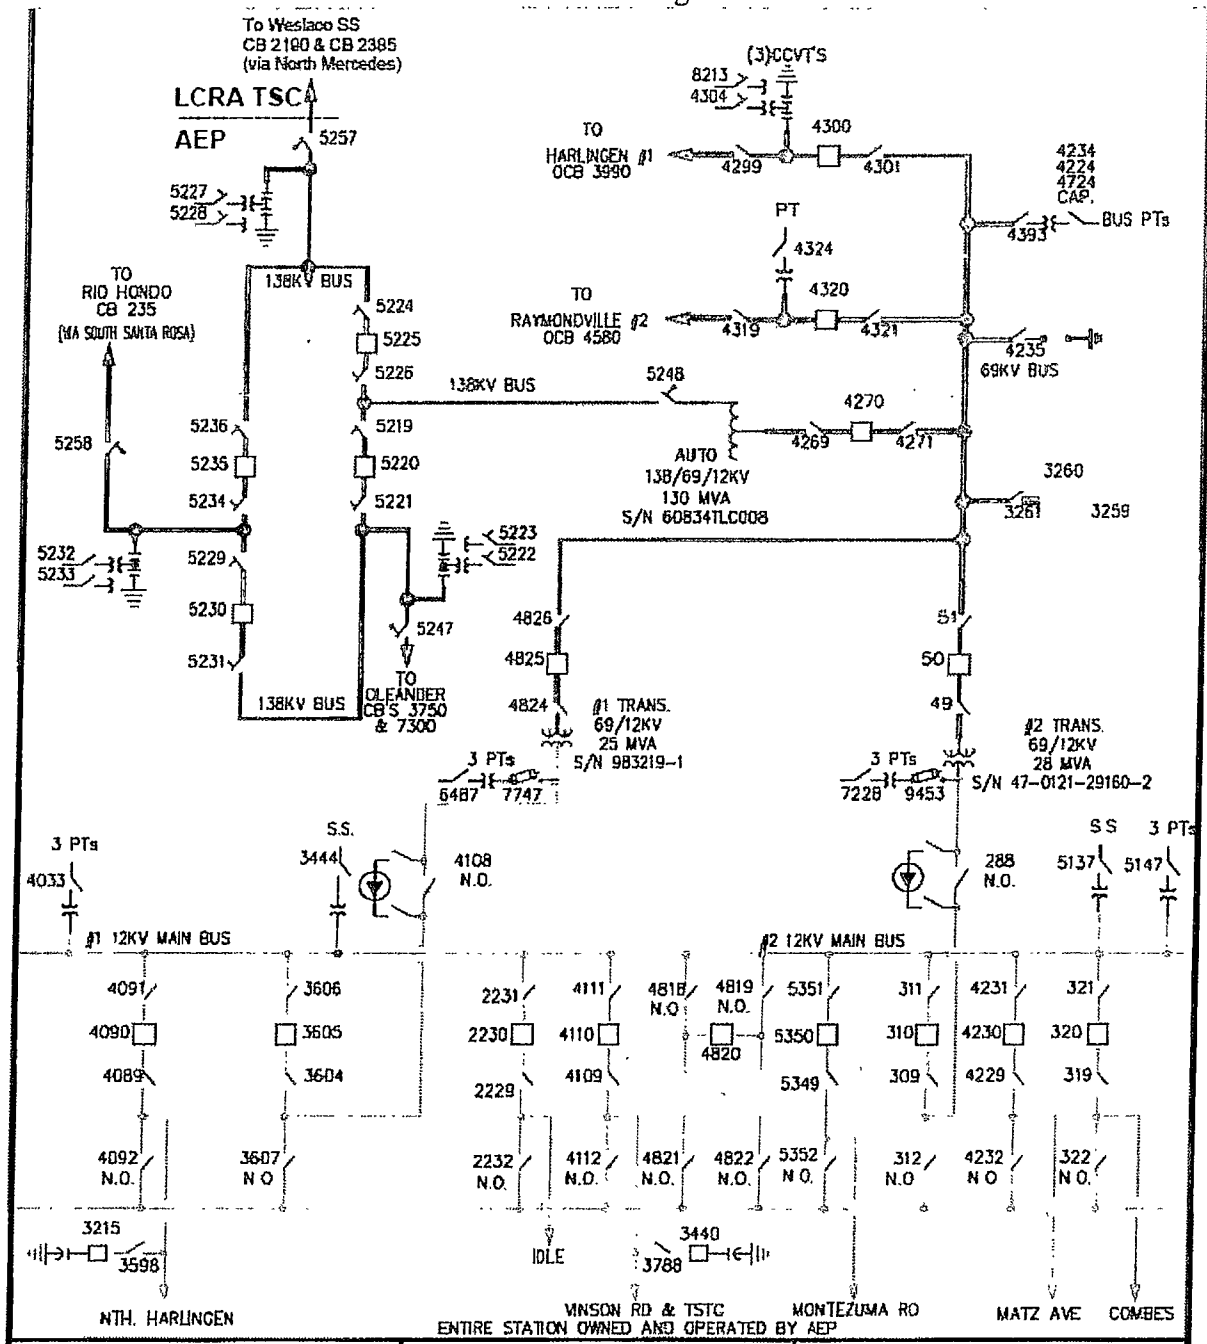 To Weslaco SS
CB 2190 & CB 2385
(via North Mercedes)
LCRA TSC
AEP
5257
5227
5228
138KV BUS
TO
RIO HONDO
CB 235
(VIA SOUTH SANTA ROSA)
5224
5225
5226
138KV BUS
5248
5258
5236
5235
5234
5219
5220
5221
5232
5233
5229
5230
5231
5223
5222
5247
138KV BUS
TO
OLEANDER
CB'S 3750
& 7300
(3)CCVT'S
8213
4304
TO
HARLINGEN #1
OCB 3990
4299
4300
4301
4234
4224
4724
CAP.
4393
BUS PTs
PT
4324
TO
RAYMONDVILLE #2
OCB 4580
4319
4320
4321
4235
69KV BUS
4270
4269
4271
AUTO
138/69/12KV
130 MVA
S/N 60834TLC008
3260
3261
3259
4826
4825
4824
#1 TRANS.
69/12KV
25 MVA
S/N 983219-1
51
50
49
#2 TRANS.
69/12KV
28 MVA
S/N 47-0121-29160-2
3 PTs
6487
7747
3 PTs
7228
9453
3 PTs
4033
S.S.
3444
4108
N.O.
288
N.O.
S S
5137
3 PTs
5147
#1 12KV MAIN BUS
#2 12KV MAIN BUS
4091
3606
2231
4111
4818
N.O
4819
N.O.
5351
311
4231
321
4090
3605
2230
4110
4820
5350
310
4230
320
4089
3604
2229
4109
5349
309
4229
319
4092
N.O.
3607
N O
2232
N.O.
4112
N.O.
4821
N.O.
4822
N.O.
5352
N O.
312
N.O
4232
N O
322
N O.
3215
3598
IDLE
3788
3440
NTH. HARLINGEN
VINSON RD & TSTC
MONTEZUMA RD
MATZ AVE
COMBES
ENTIRE STATION OWNED AND OPERATED BY AEP